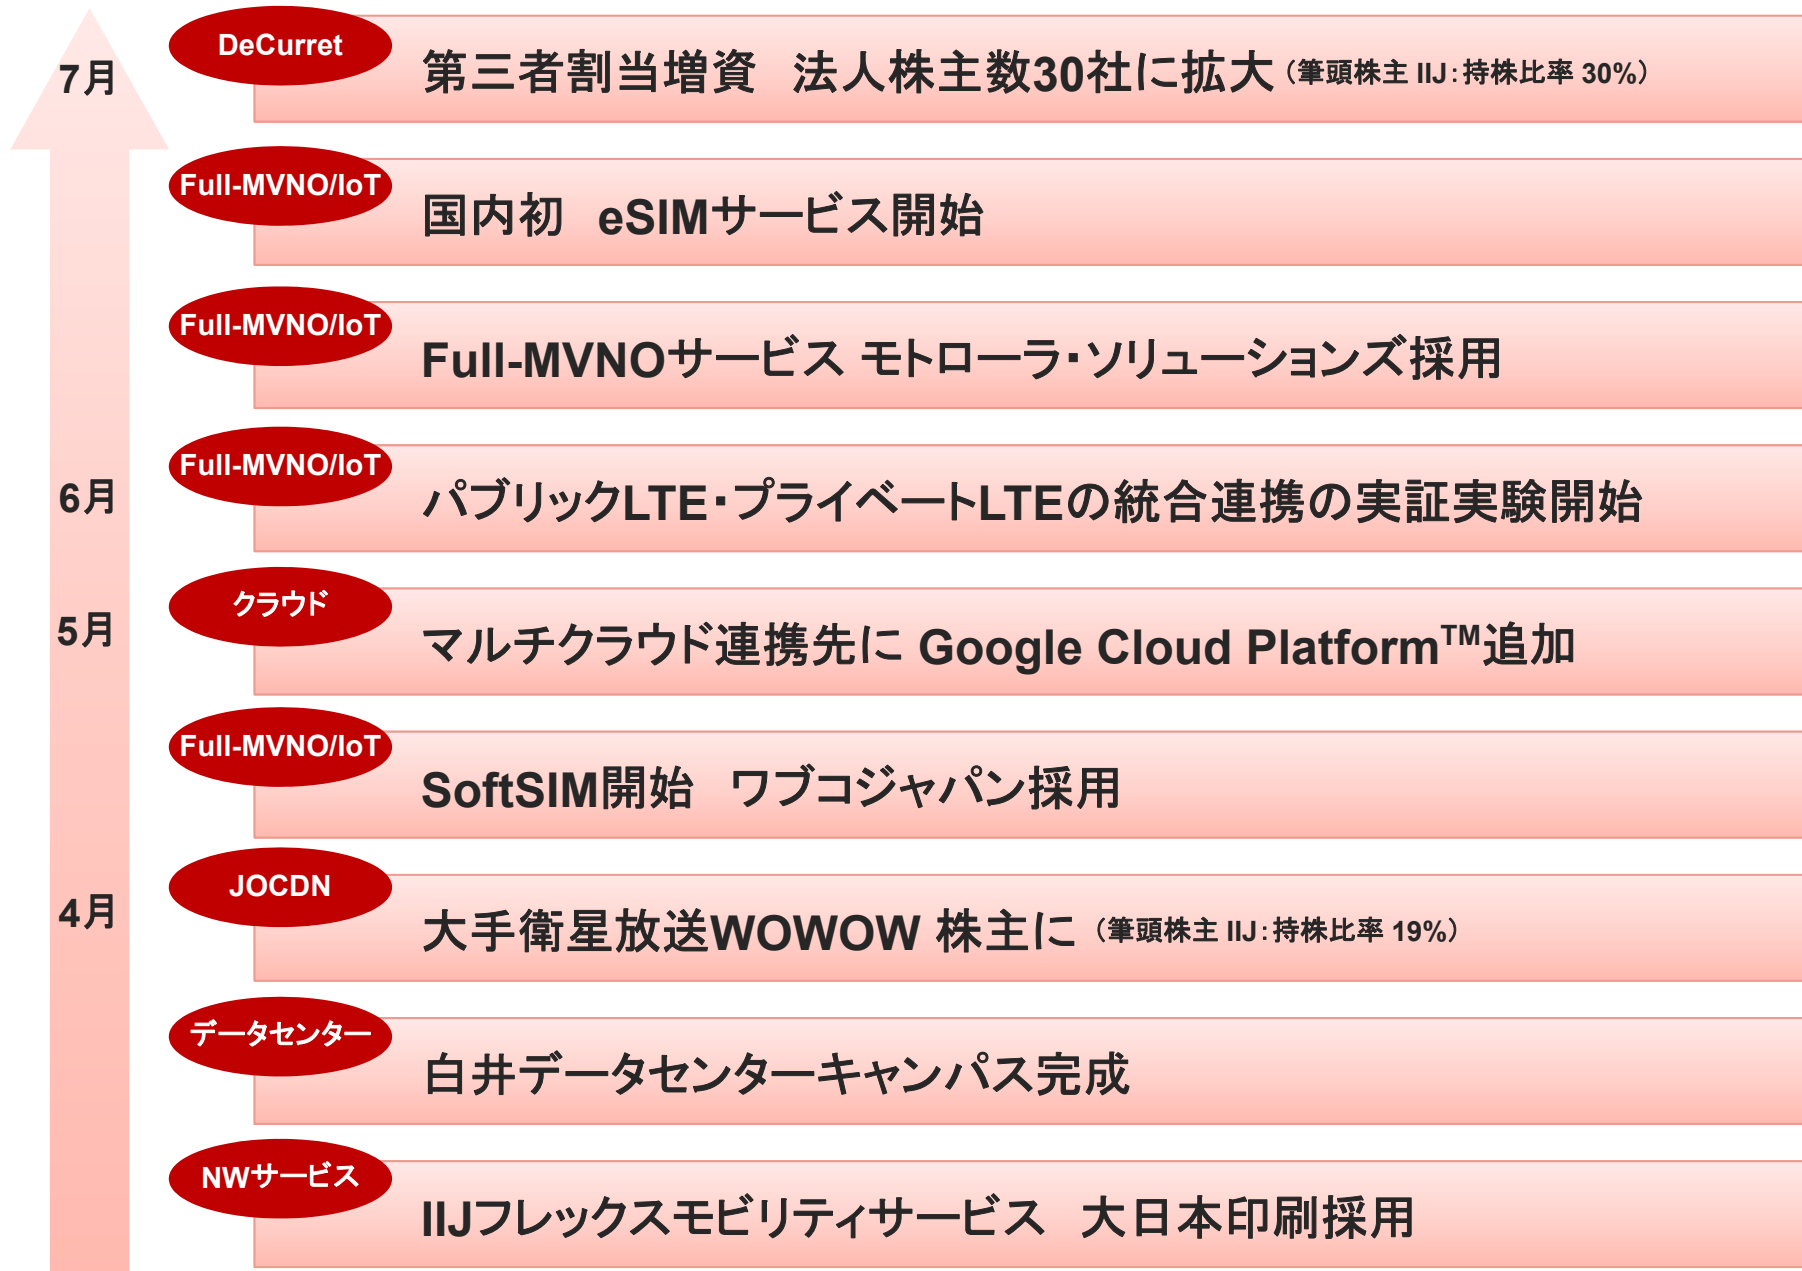 7月
DeCurret
第三者割当増資　法人株主数30社に拡大（筆頭株主 IIJ：持株比率 30%）
Full-MVNO/IoT
国内初　eSIMサービス開始
Full-MVNO/IoT
Full-MVNOサービス モトローラ・ソリューションズ採用
6月
Full-MVNO/IoT
パブリックLTE・プライベートLTEの統合連携の実証実験開始
5月
クラウド
マルチクラウド連携先に Google Cloud Platform™追加
Full-MVNO/IoT
SoftSIM開始　ワブコジャパン採用
4月
JOCDN
大手衛星放送WOWOW 株主に（筆頭株主 IIJ：持株比率 19%）
データセンター
白井データセンターキャンパス完成
NWサービス
IIJフレックスモビリティサービス　大日本印刷採用